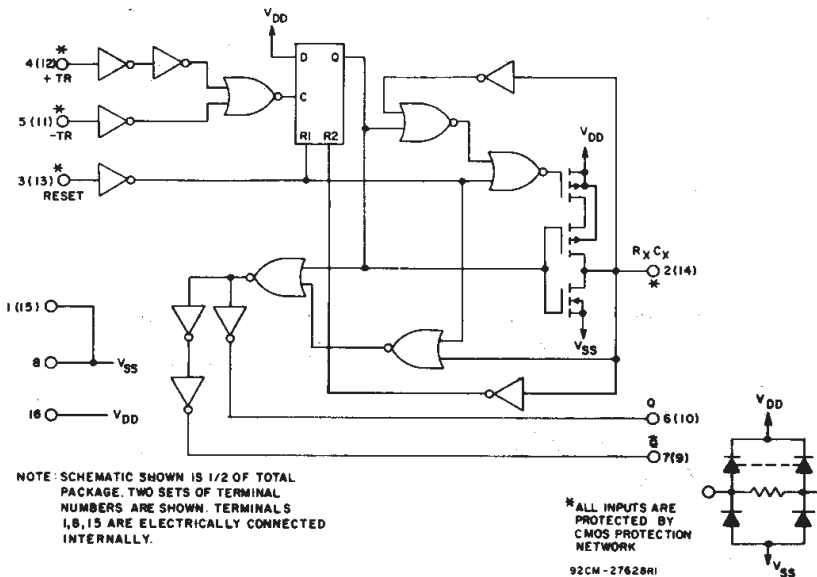 VDD
*
4(12)
+ TR
D
Q
C
*
5(11)
-TR
R1 R2
*
3(13)
RESET
VDD
RXCX
2(14)
*
VSS
1(15)
8
VSS
16
VDD
Q
6(10)
Q̅
7(9)
NOTE: SCHEMATIC SHOWN IS 1/2 OF TOTAL
PACKAGE. TWO SETS OF TERMINAL
NUMBERS ARE SHOWN. TERMINALS
1,8,15 ARE ELECTRICALLY CONNECTED
INTERNALLY.
VDD
*ALL INPUTS ARE
PROTECTED BY
CMOS PROTECTION
NETWORK
VSS
92CM-27628RI